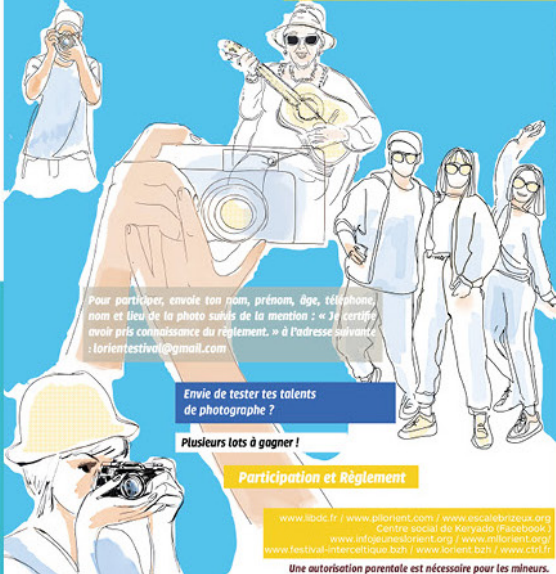 Pour participer, envoie ton nom, prénom, âge, téléphone,
nom et lieu de la photo suivis de la mention : « Je certifie
avoir pris connaissance du règlement. » à l'adresse suivante
: lorientestival@gmail.com
Envie de tester tes talents
de photographe ?
Plusieurs lots à gagner !
Participation et Règlement
www.libdc.fr / www.pilorient.com / www.escalebrizeux.org
Centre social de Keryado (Facebook )
www.infojeuneslorient.org / www.mllorient.org/
www.festival-interceltique.bzh / www.lorient.bzh / www.ctrl.fr
Une autorisation parentale est nécessaire pour les mineurs.